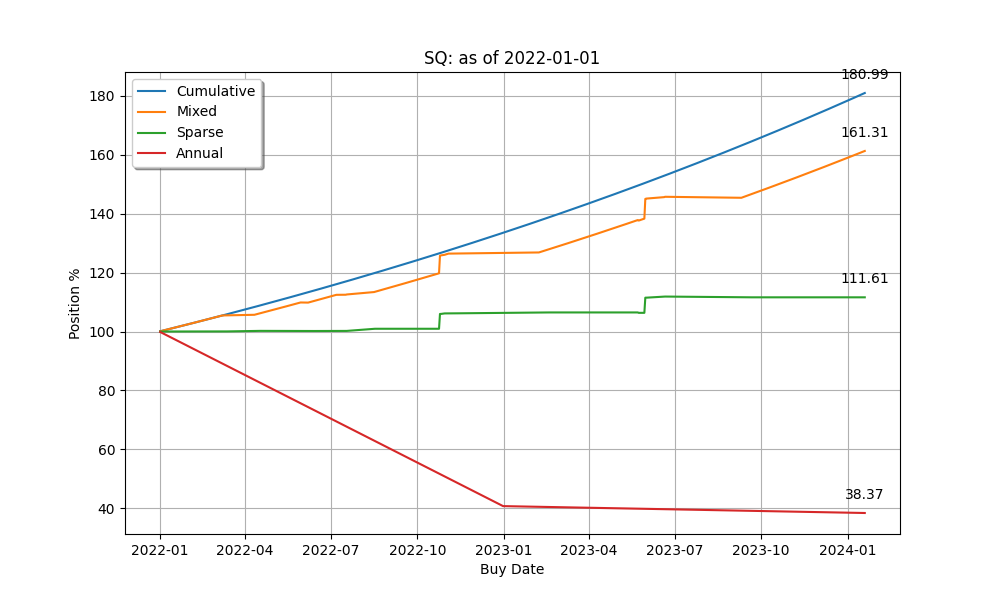 SQ: as of 2022-01-01
Cumulative
Mixed
Sparse
Annual
180.99
161.31
111.61
38.37
Position %
180
160
140
120
100
80
60
40
2022-01 2022-04 2022-07 2022-10 2023-01 2023-04 2023-07 2023-10 2024-01
Buy Date